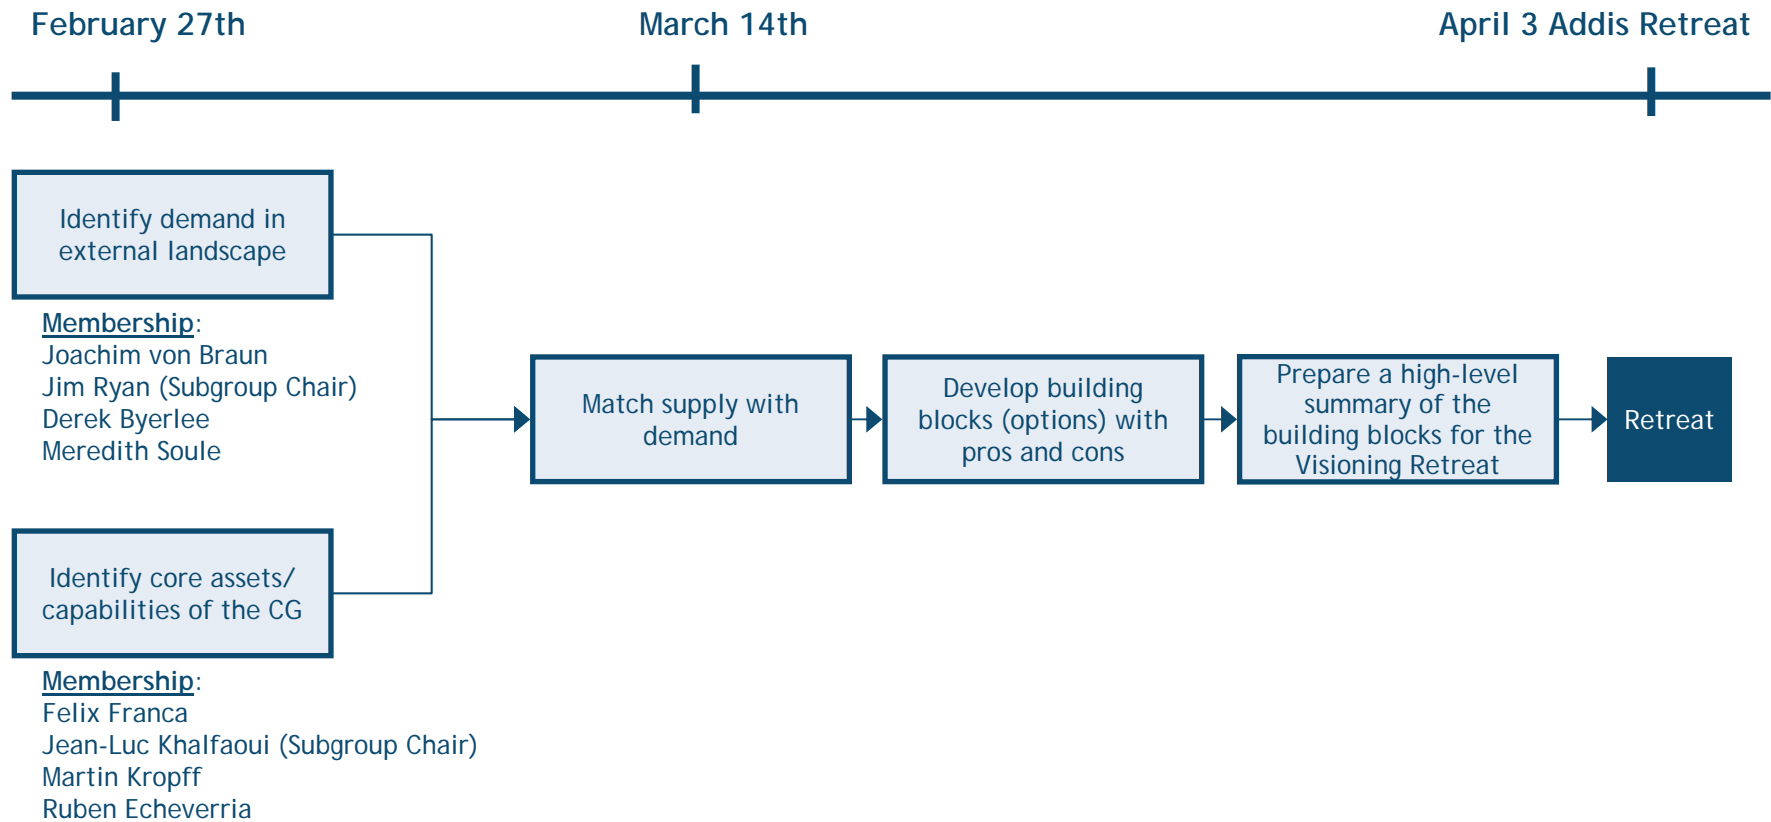 February 27th
March 14th
April 3 Addis Retreat
Identify demand in
external landscape
Membership:
Joachim von Braun
Jim Ryan (Subgroup Chair)
Derek Byerlee
Meredith Soule
Match supply with
demand
Develop building
blocks (options) with
pros and cons
Prepare a high-level
summary of the
building blocks for the
Visioning Retreat
Retreat
Identify core assets/
capabilities of the CG
Membership:
Felix Franca
Jean-Luc Khalfaoui (Subgroup Chair)
Martin Kropff
Ruben Echeverria